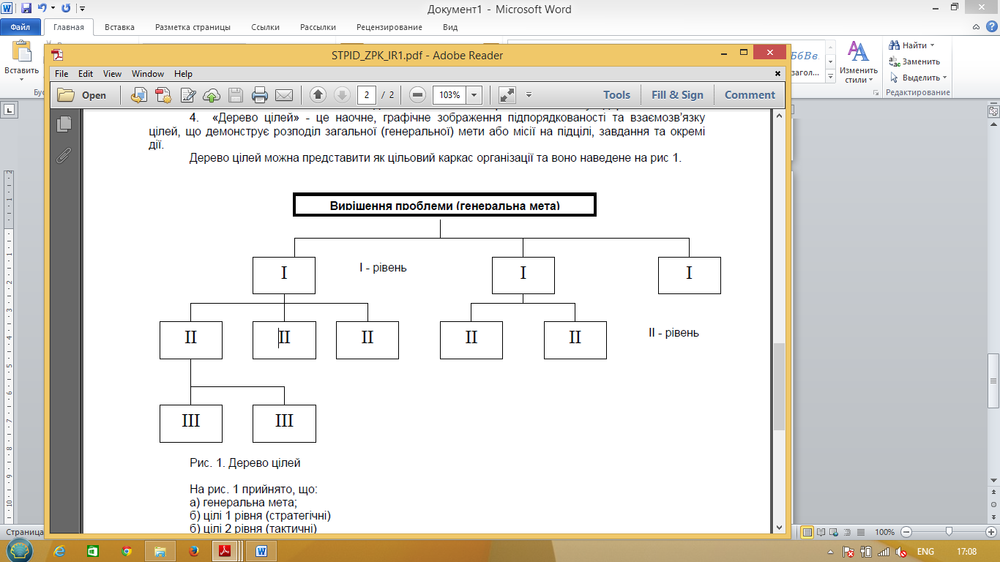 Документ1 - Microsoft Word
Файл Главная Вставка Разметка страницы Ссылки Рассылки Рецензирование Вид
Вставить
Изменить стили
Найти
Заменить
Выделить
Редактирование
STPID_ZPK_IR1.pdf - Adobe Reader
File Edit View Window Help
Open 2 / 2 103% Tools Fill & Sign Comment
4. «Дерево цілей» - це наочне, графічне зображення підпорядкованості та взаємозв’язку
цілей, що демонструє розподіл загальної (генеральної) мети або місії на підцілі, завдання та окремі
дії.
Дерево цілей можна представити як цільовий каркас організації та воно наведене на рис 1.
Вирішення проблеми (генеральна мета)
I I - рівень I I
II II II II II II - рівень
III III
Рис. 1. Дерево цілей
На рис. 1 прийнято, що:
а) генеральна мета;
б) цілі 1 рівня (стратегічні)
б) цілі 2 рівня (тактичні)
Страница
100%
ENG 17:08